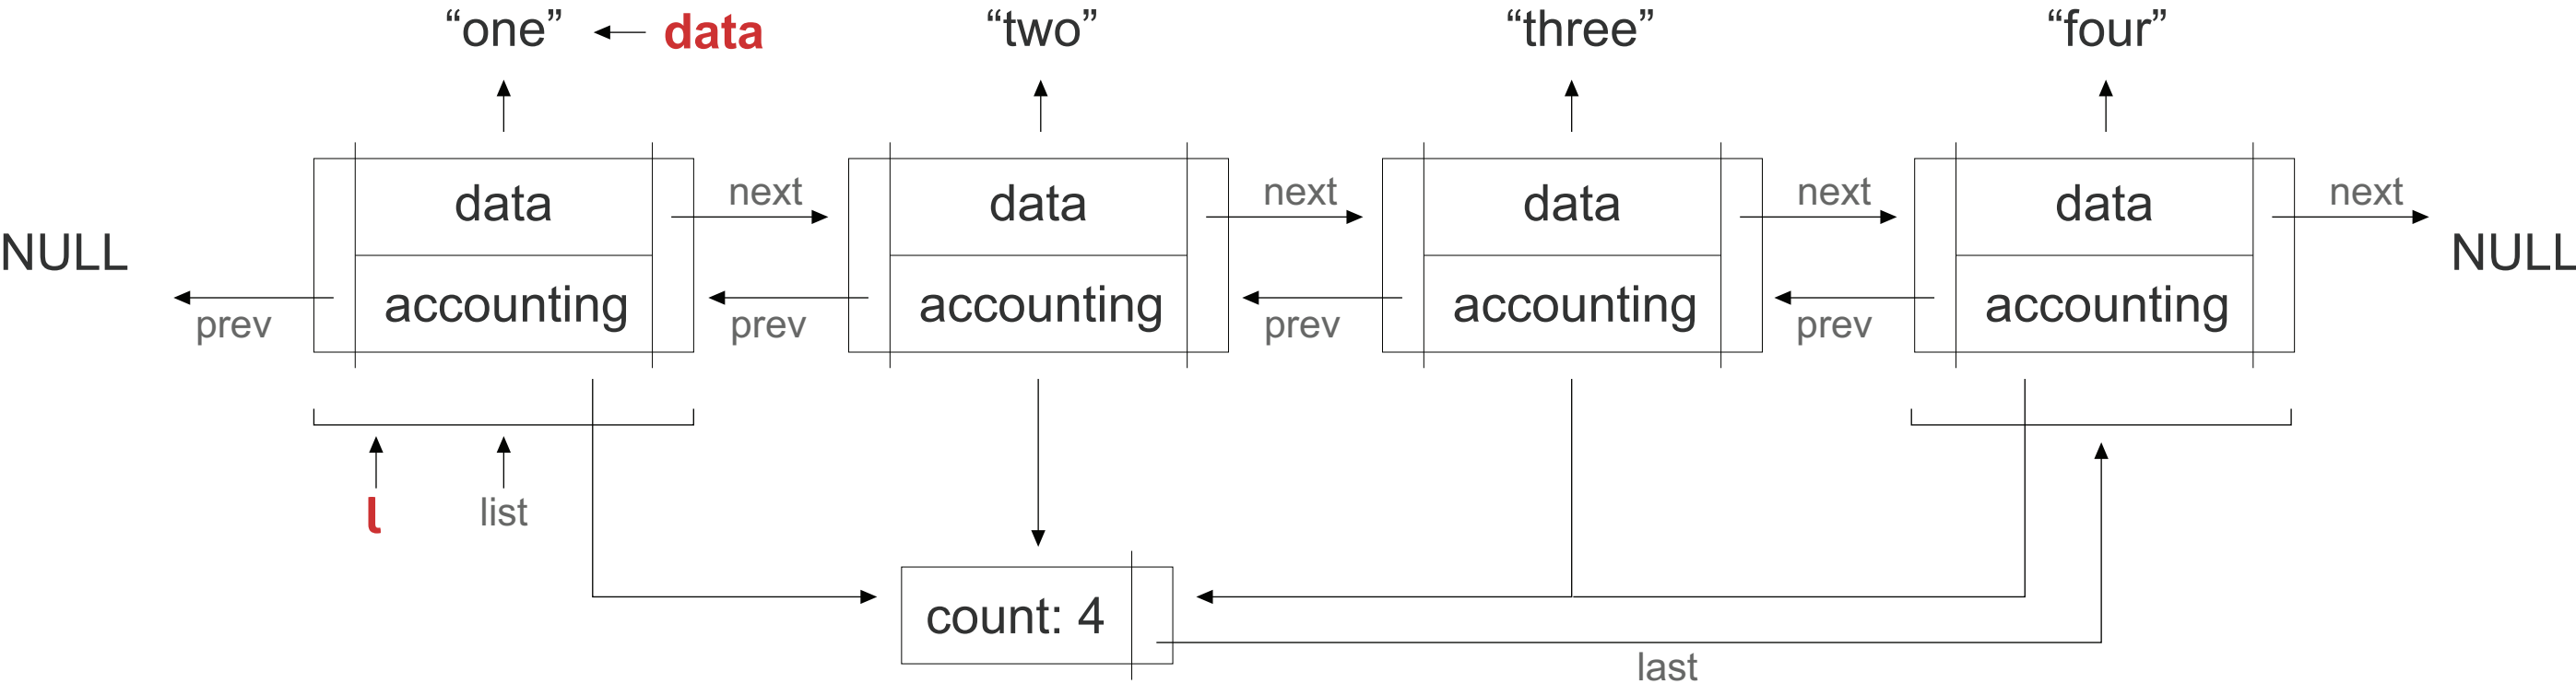 “one” data “two” “three” “four”
data next data next data next data next
NULL NULL
prev accounting prev accounting prev accounting prev accounting
l list
count: 4
last